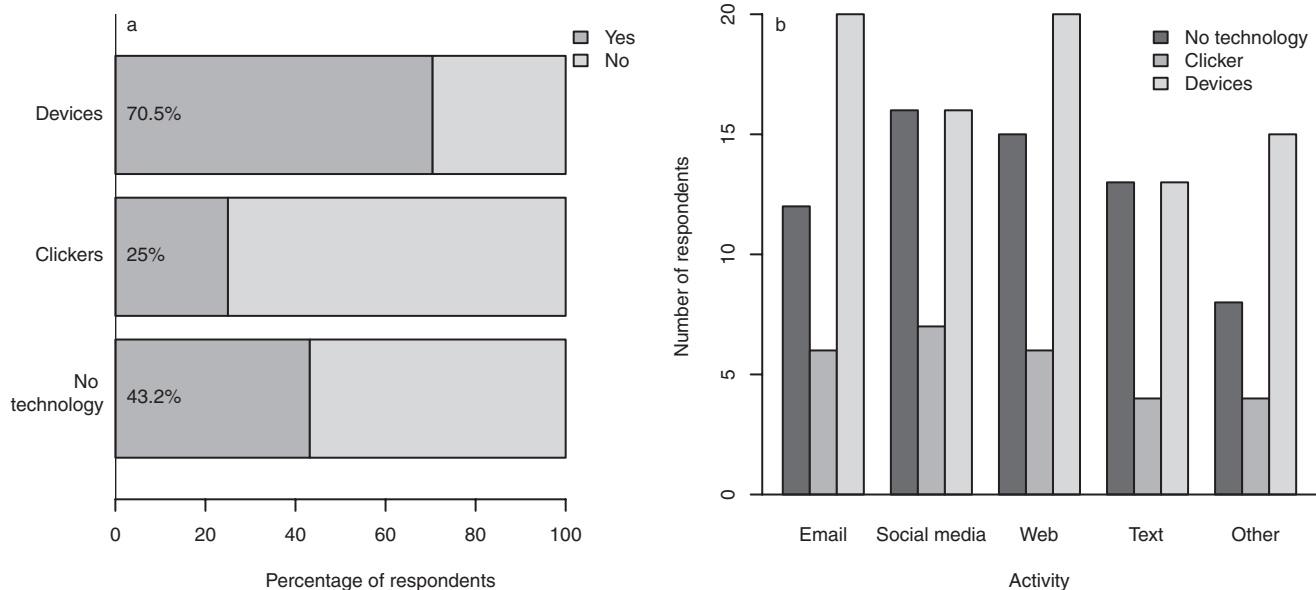 a
Yes
No
Devices
70.5%
Clickers
25%
No
technology
43.2%
0 20 40 60 80 100
Percentage of respondents
b
No technology
Clicker
Devices
Number of respondents
20
15
10
5
0
Email Social media Web Text Other
Activity